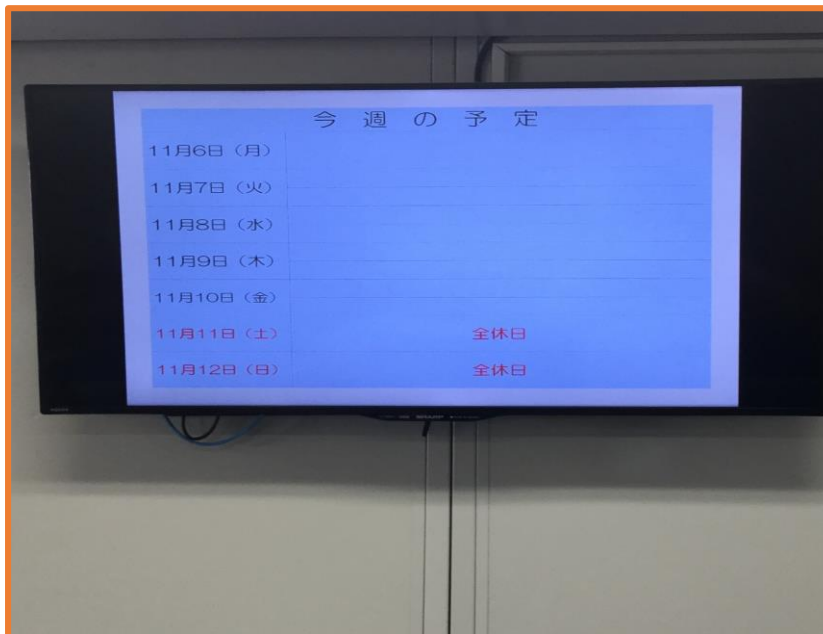 今週の予定
11月6日（月）
11月7日（火）
11月8日（水）
11月9日（木）
11月10日（金）
11月11日（土） 全休日
11月12日（日） 全休日